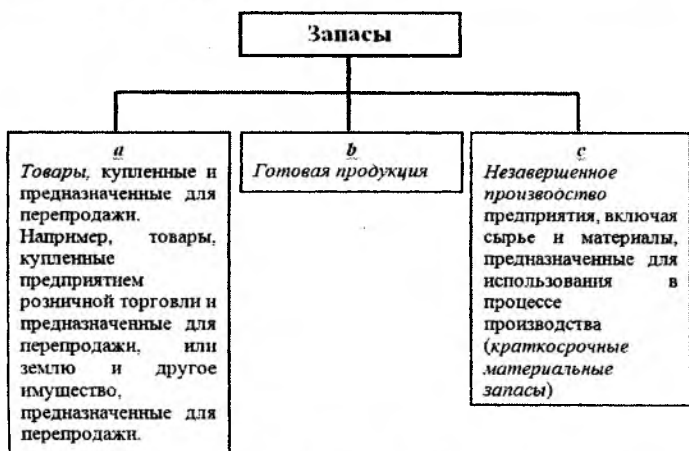 Запасы
a
Товары, купленные и
предназначенные для
перепродажи.
Например, товары,
купленные
предприятием
розничной торговли и
предназначенные для
перепродажи, или
землю и другое
имущество,
предназначенные для
перепродажи.
b
Готовая продукция
c
Незавершенное
производство
предприятия, включая
сырье и материалы,
предназначенные для
использования в
процессе
производства
(краткосрочные
материальные
запасы)